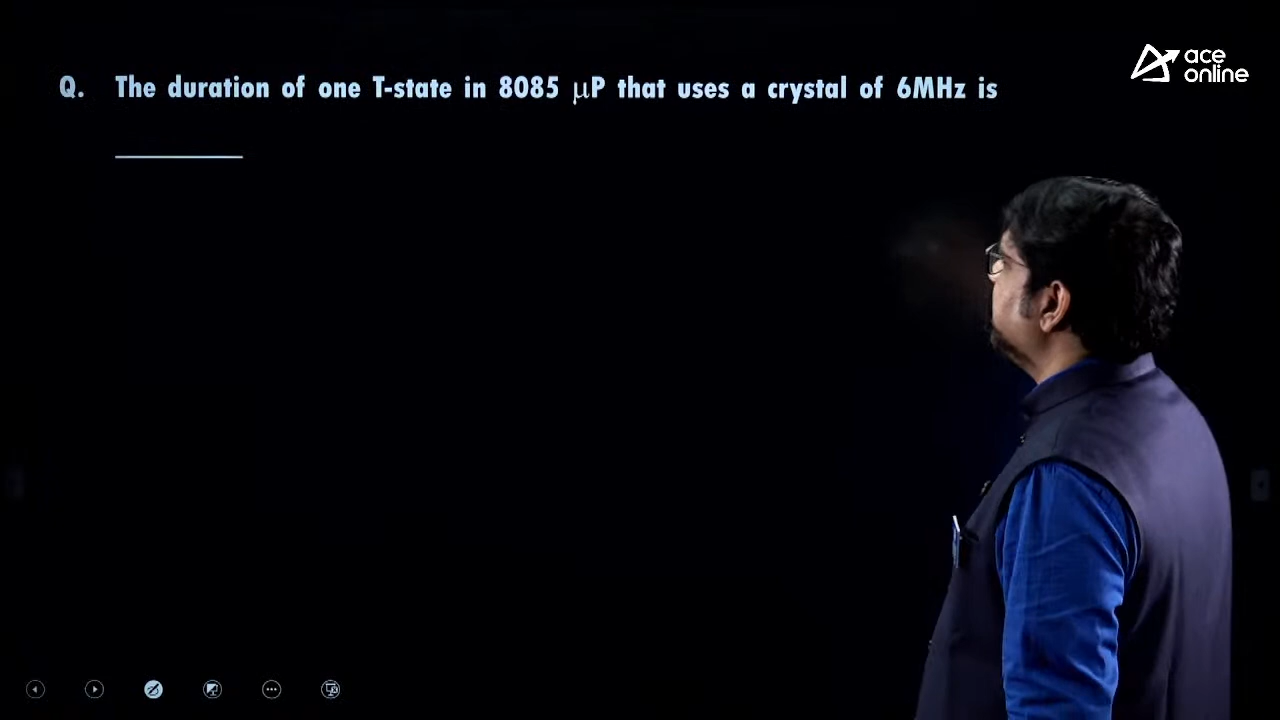 ace
online
Q. The duration of one T-state in 8085 μP that uses a crystal of 6MHz is